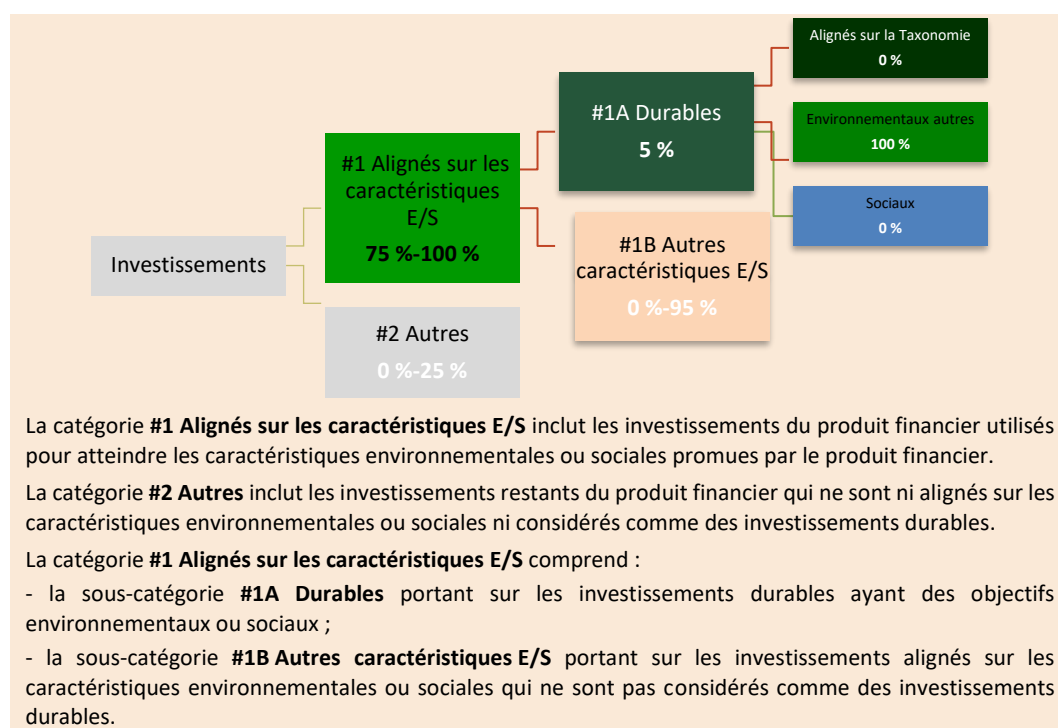 Investissements
#1 Alignés sur les
caractéristiques
E/S
75 %-100 %
#2 Autres
0 %-25 %
#1A Durables
5 %
#1B Autres
caractéristiques E/S
0 %-95 %
Alignés sur la Taxonomie
0 %
Environnementaux autres
100 %
Sociaux
0 %
La catégorie #1 Alignés sur les caractéristiques E/S inclut les investissements du produit financier utilisés
pour atteindre les caractéristiques environnementales ou sociales promues par le produit financier.
La catégorie #2 Autres inclut les investissements restants du produit financier qui ne sont ni alignés sur les
caractéristiques environnementales ou sociales ni considérés comme des investissements durables.
La catégorie #1 Alignés sur les caractéristiques E/S comprend :
- la sous-catégorie #1A Durables portant sur les investissements durables ayant des objectifs
environnementaux ou sociaux ;
- la sous-catégorie #1B Autres caractéristiques E/S portant sur les investissements alignés sur les
caractéristiques environnementales ou sociales qui ne sont pas considérés comme des investissements
durables.